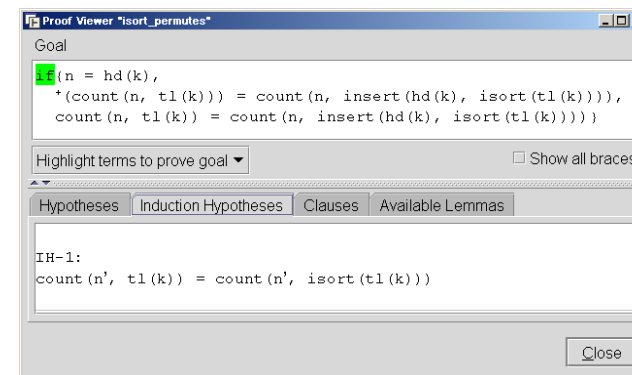 Proof Viewer "isort_permutes"
Goal
if{n = hd(k),
⁺(count(n, tl(k))) = count(n, insert(hd(k), isort(tl(k)))),
count(n, tl(k)) = count(n, insert(hd(k), isort(tl(k))))}
Highlight terms to prove goal Show all braces
Hypotheses Induction Hypotheses Clauses Available Lemmas
IH-1:
count(n', tl(k)) = count(n', isort(tl(k)))
Close